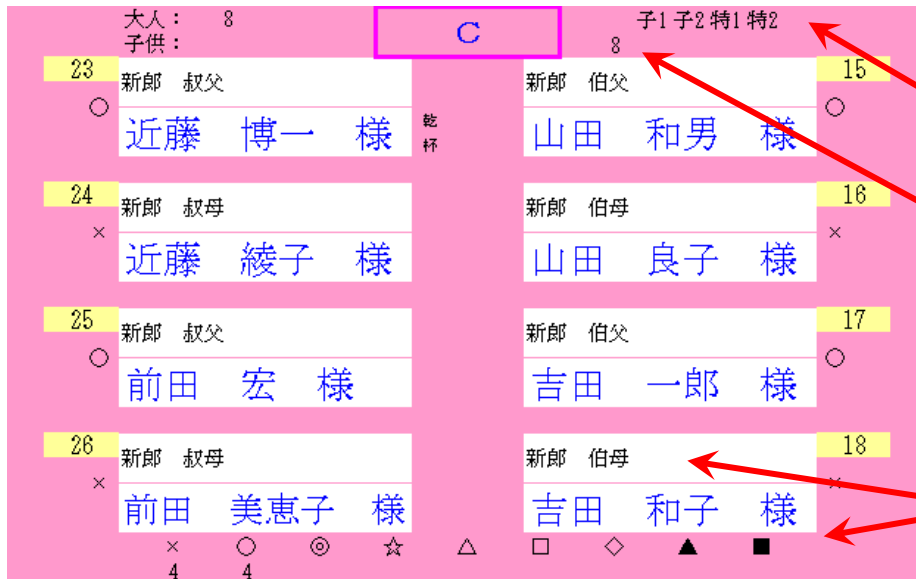 大人： 8
子供：
C
子1 子2 特1 特2
8
23
新郎 叔父
○
近藤 博一 様
乾杯
15
新郎 伯父
○
山田 和男 様
24
新郎 叔母
×
近藤 綾子 様
16
新郎 伯母
×
山田 良子 様
25
新郎 叔父
○
前田 宏 様
17
新郎 伯父
○
吉田 一郎 様
26
新郎 叔母
×
前田 美恵子 様
18
新郎 伯母
×
吉田 和子 様
× ○ ◎ ☆ △ □ ◇ ▲ ■
4 4